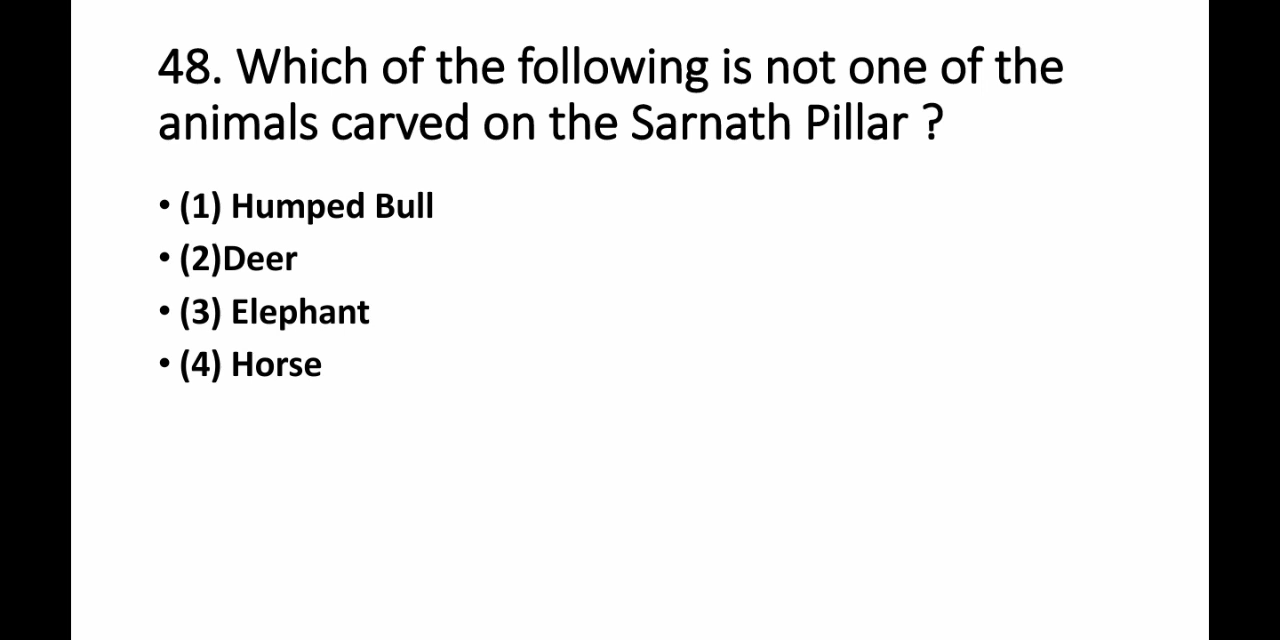 48. Which of the following is not one of the
animals carved on the Sarnath Pillar ?
• (1) Humped Bull
• (2)Deer
• (3) Elephant
• (4) Horse